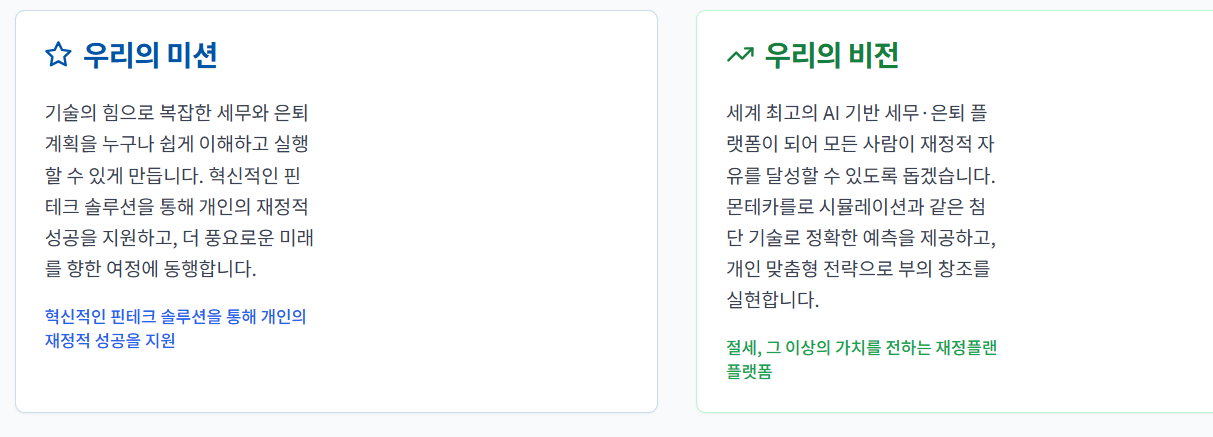 우리의 미션
기술의 힘으로 복잡한 세무와 은퇴
계획을 누구나 쉽게 이해하고 실행
할 수 있게 만듭니다. 혁신적인 핀
테크 솔루션을 통해 개인의 재정적
성공을 지원하고, 더 풍요로운 미래
를 향한 여정에 동행합니다.
혁신적인 핀테크 솔루션을 통해 개인의
재정적 성공을 지원
우리의 비전
세계 최고의 AI 기반 세무·은퇴 플
랫폼이 되어 모든 사람이 재정적 자
유를 달성할 수 있도록 돕겠습니다.
몬테카를로 시뮬레이션과 같은 첨
단 기술로 정확한 예측을 제공하고,
개인 맞춤형 전략으로 부의 창조를
실현합니다.
절세, 그 이상의 가치를 전하는 재정플랜
플랫폼